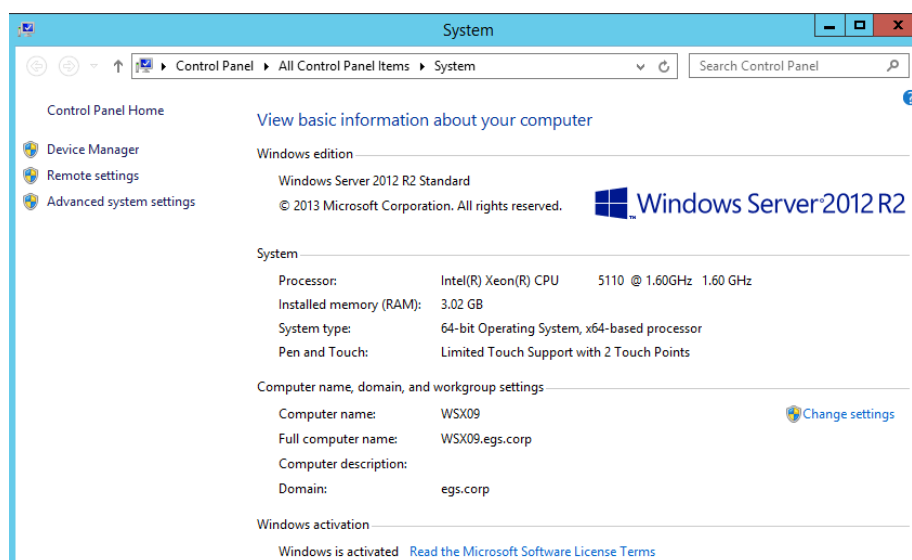 System
Control Panel All Control Panel Items System Search Control Panel
Control Panel Home
Device Manager
Remote settings
Advanced system settings
View basic information about your computer
Windows edition
Windows Server 2012 R2 Standard
© 2013 Microsoft Corporation. All rights reserved.
Windows Server 2012 R2
System
Processor: Intel(R) Xeon(R) CPU 5110 @ 1.60GHz 1.60 GHz
Installed memory (RAM): 3.02 GB
System type: 64-bit Operating System, x64-based processor
Pen and Touch: Limited Touch Support with 2 Touch Points
Computer name, domain, and workgroup settings
Computer name: WSX09 Change settings
Full computer name: WSX09.egs.corp
Computer description:
Domain: egs.corp
Windows activation
Windows is activated Read the Microsoft Software License Terms